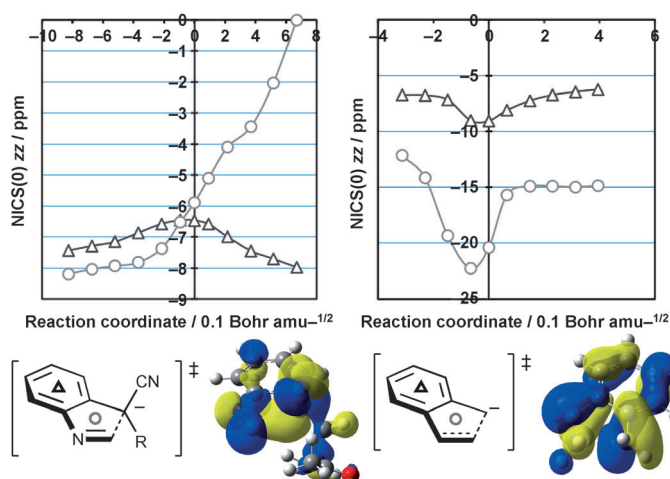 −10 −8 −6 −4 −2 0 2 4 6 8
−1
−2
−3
−4
−5
−6
−7
−8
−9
NICS(0) zz / ppm
Reaction coordinate / 0.1 Bohr amu–1/2
−4 −2 0 2 4 6
−5
−10
−15
−20
25
NICS(0) zz / ppm
Reaction coordinate / 0.1 Bohr amu–1/2
CN
−
N
R
‡
−
‡